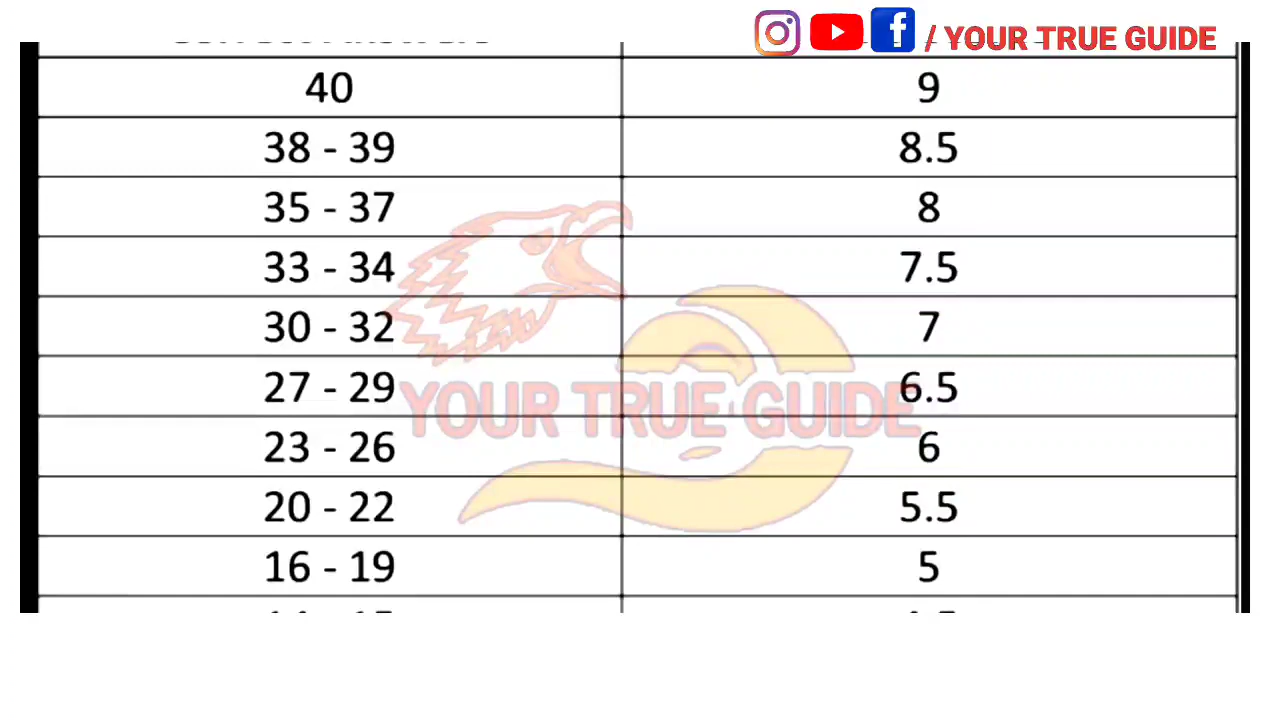 / YOUR TRUE GUIDE
40 9
38 - 39 8.5
35 - 37 8
33 - 34 7.5
30 - 32 7
27 - 29 6.5
YOUR TRUE GUIDE
23 - 26 6
20 - 22 5.5
16 - 19 5